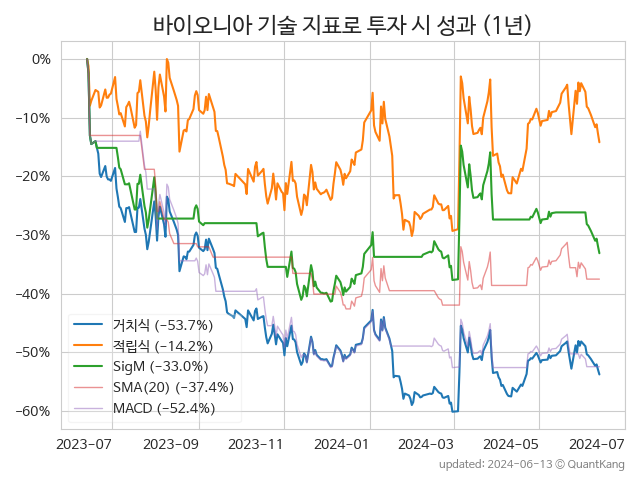 바이오니아 기술 지표로 투자 시 성과 (1년)
0%
−10%
−20%
−30%
−40%
−50%
−60%
거치식 (−53.7%)
적립식 (−14.2%)
SigM (−33.0%)
SMA(20) (−37.4%)
MACD (−52.4%)
2023-07 2023-09 2023-11 2024-01 2024-03 2024-05 2024-07
updated: 2024-06-13 © QuantKang